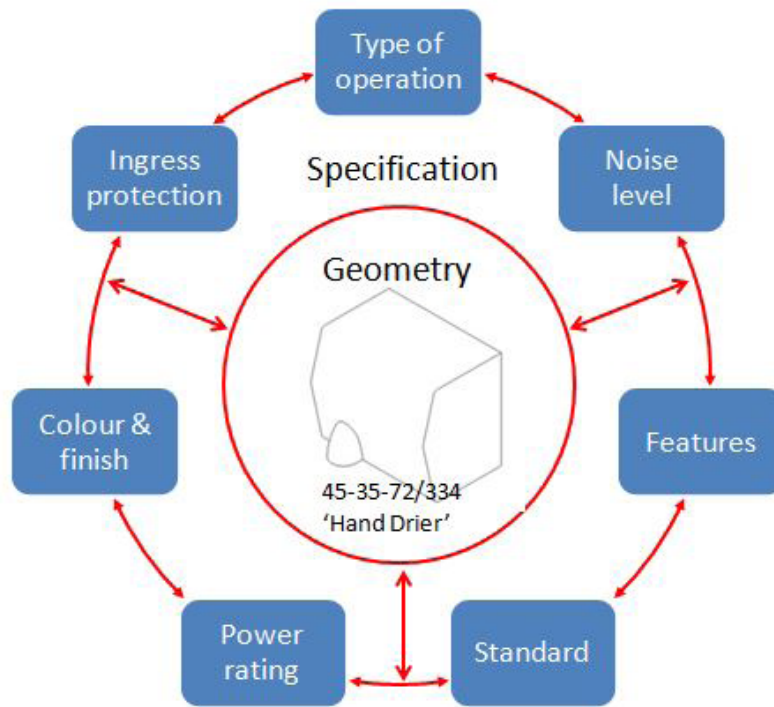 Type of
operation
Ingress
protection
Noise
level
Specification
Geometry
Colour &
finish
Features
45-35-72/334
‘Hand Drier’
Power
rating
Standard